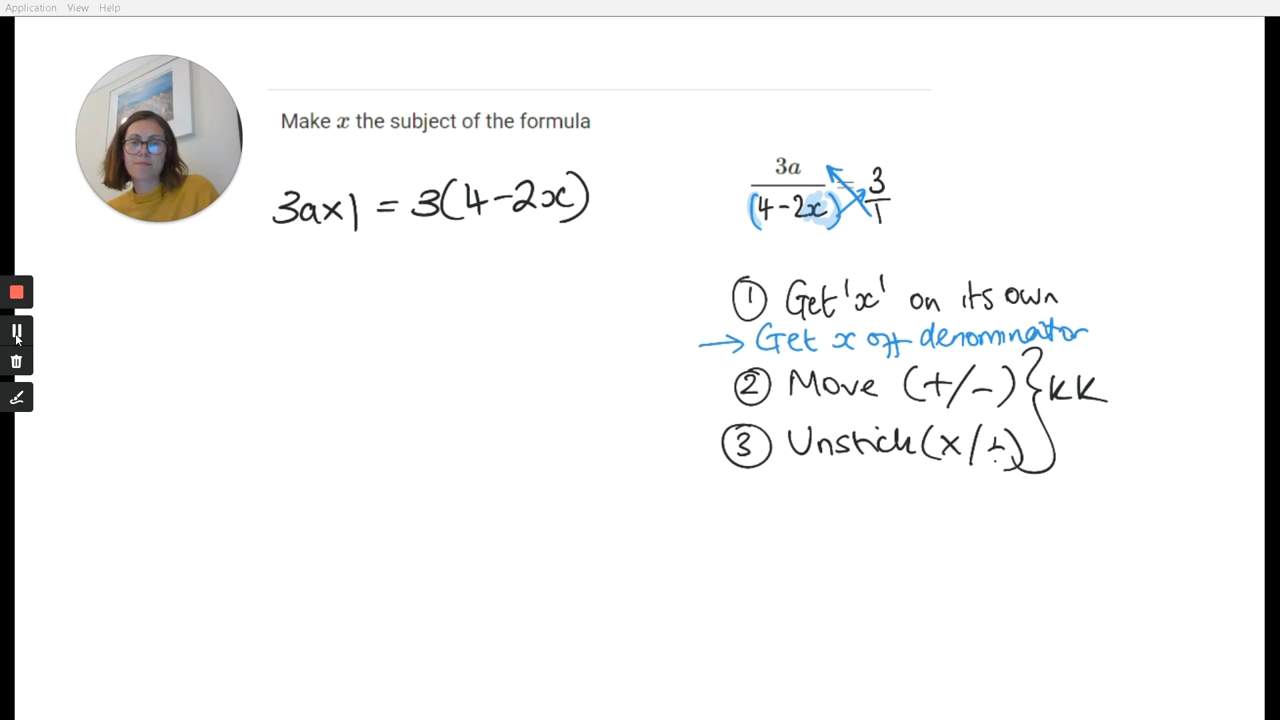 Application View Help
Make x the subject of the formula
3a/(4-2x) = 3/1
3ax1 = 3(4-2x)
① Get 'x' on its own
→ Get x off denominator
② Move (+/-) } KK
③ Unstick (x/÷)